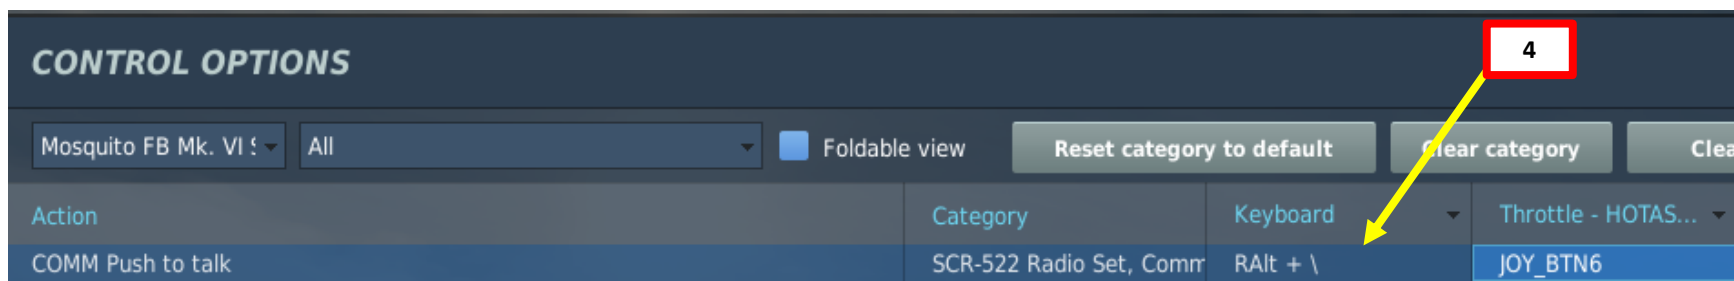 CONTROL OPTIONS
4
Mosquito FB Mk. VI All Foldable view Reset category to default Clear category
Action Category Keyboard Throttle - HOTAS...
COMM Push to talk SCR-522 Radio Set, Comm RAlt + \ JOY_BTN6